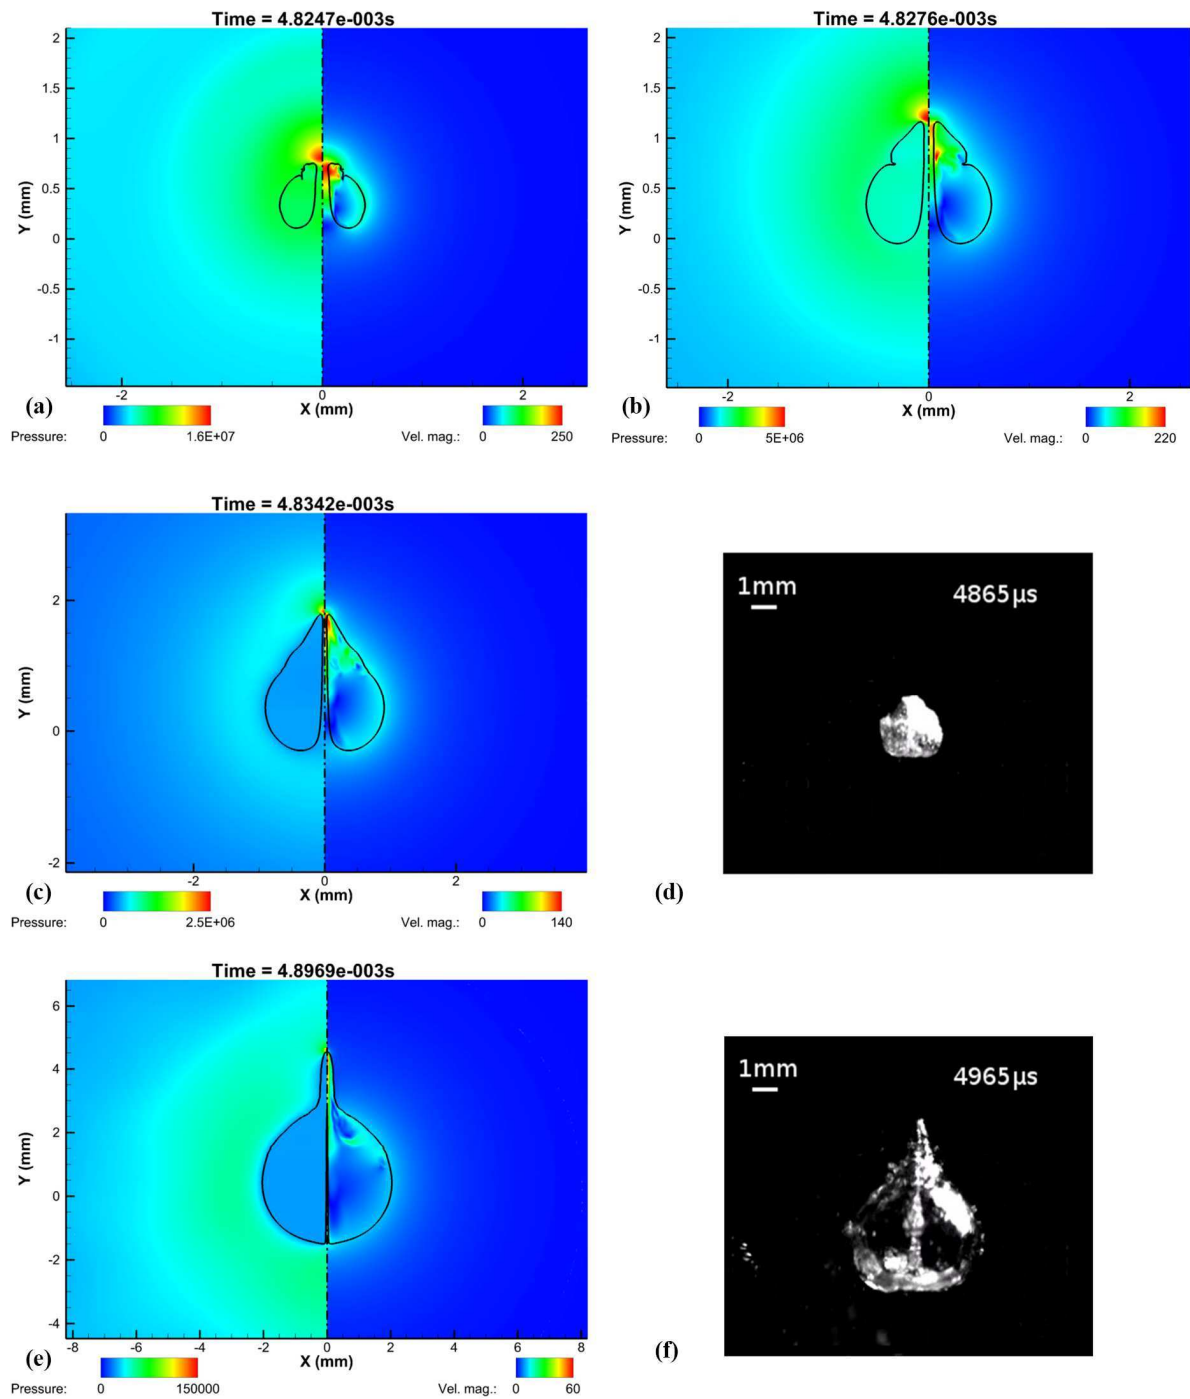 Time = 4.8247e-003s
2
1.5
1
0.5
0
-0.5
-1
Y (mm)
-2 0 2
X (mm)
(a)
Pressure: 0 1.6E+07 Vel. mag.: 0 250
Time = 4.8276e-003s
2
1.5
1
0.5
0
-0.5
-1
Y (mm)
-2 0 2
X (mm)
(b)
Pressure: 0 5E+06 Vel. mag.: 0 220
Time = 4.8342e-003s
2
0
-2
Y (mm)
-2 0 2
X (mm)
(c)
Pressure: 0 2.5E+06 Vel. mag.: 0 140
1mm 4865µs
(d)
Time = 4.8969e-003s
6
4
2
0
-2
-4
Y (mm)
-8 -6 -4 -2 0 2 4 6 8
X (mm)
(e)
Pressure: 0 150000 Vel. mag.: 0 60
1mm 4965µs
(f)